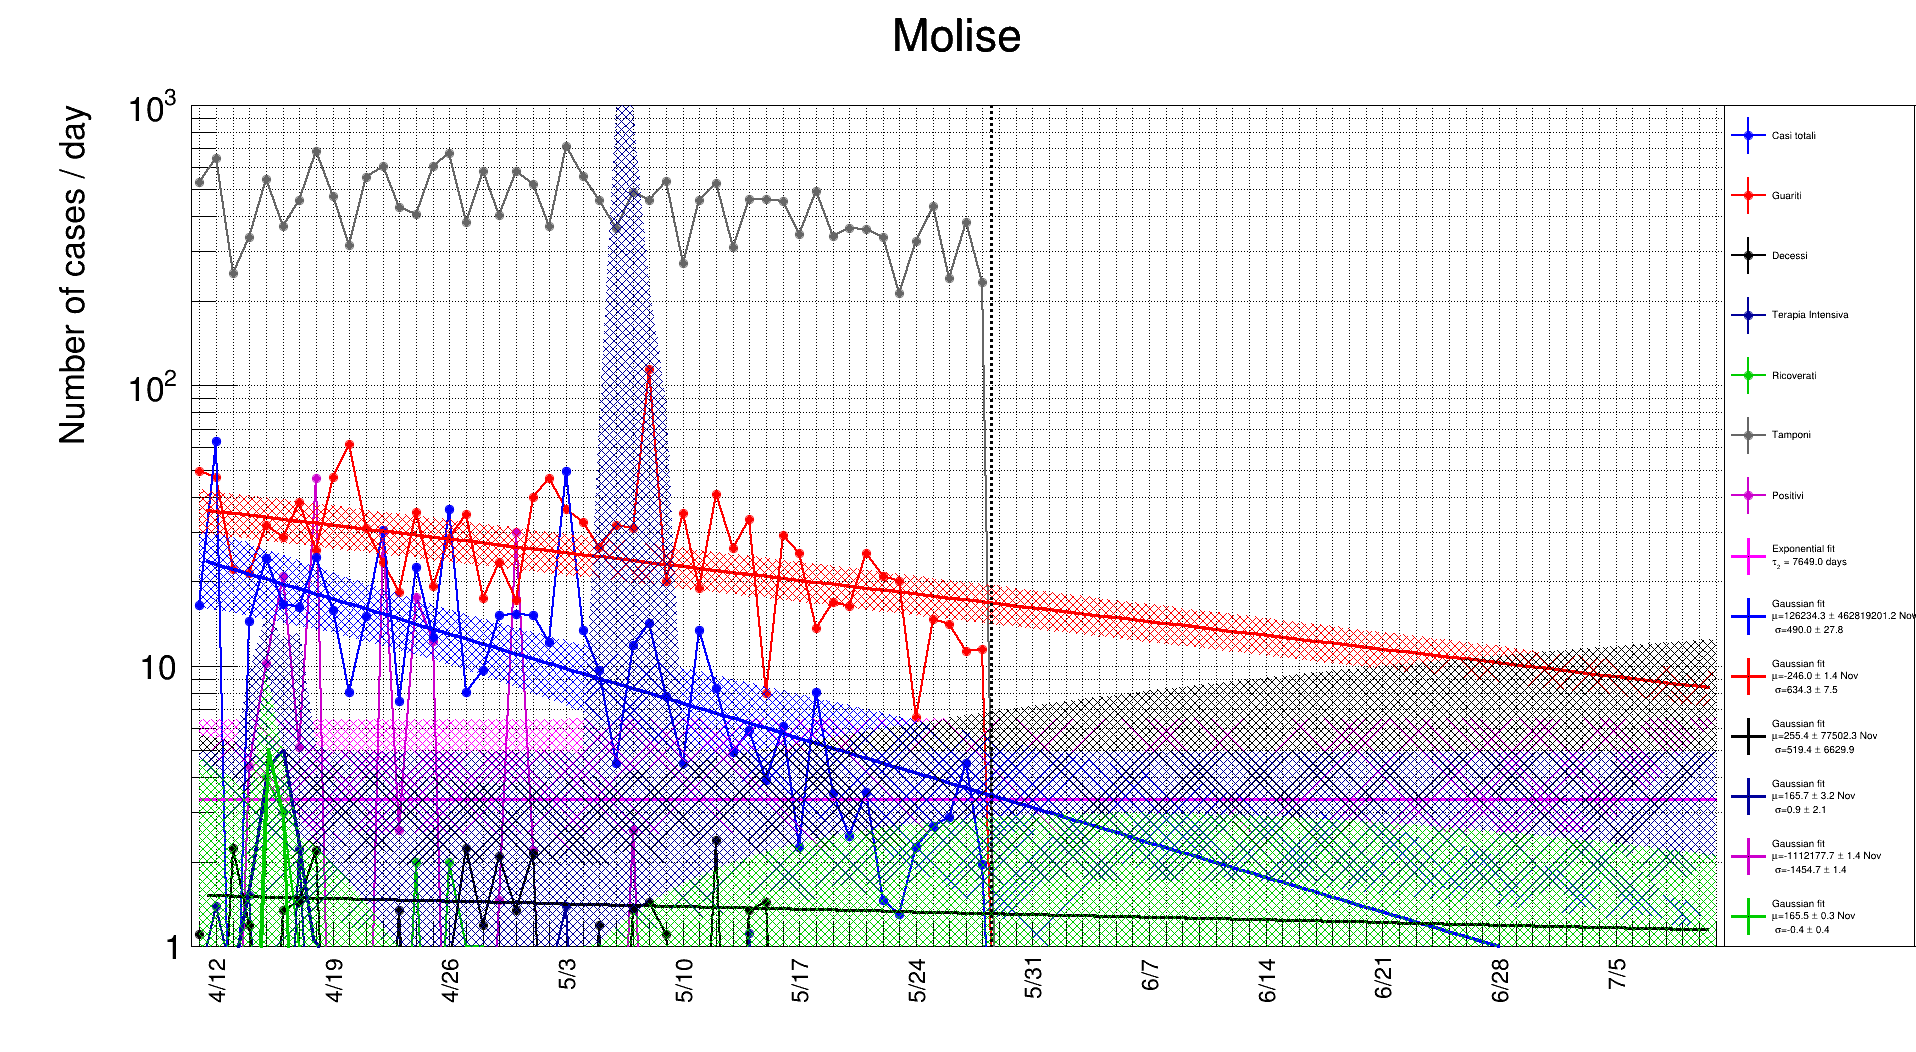 Molise
Number of cases / day
10³
10²
10
1
4/12
4/19
4/26
5/3
5/10
5/17
5/24
5/31
6/7
6/14
6/21
6/28
7/5
Casi totali
Guariti
Decessi
Terapia Intensiva
Ricoverati
Tamponi
Positivi
Exponential fit
τ₂ = 7649.0 days
Gaussian fit
μ=126234.3 ± 462819201.2 Nov
σ=490.0 ± 27.8
Gaussian fit
μ=-246.0 ± 1.4 Nov
σ=634.3 ± 7.5
Gaussian fit
μ=255.4 ± 77502.3 Nov
σ=519.4 ± 6629.9
Gaussian fit
μ=165.7 ± 3.2 Nov
σ=0.9 ± 2.1
Gaussian fit
μ=-1112177.7 ± 1.4 Nov
σ=-1454.7 ± 1.4
Gaussian fit
μ=165.5 ± 0.3 Nov
σ=-0.4 ± 0.4